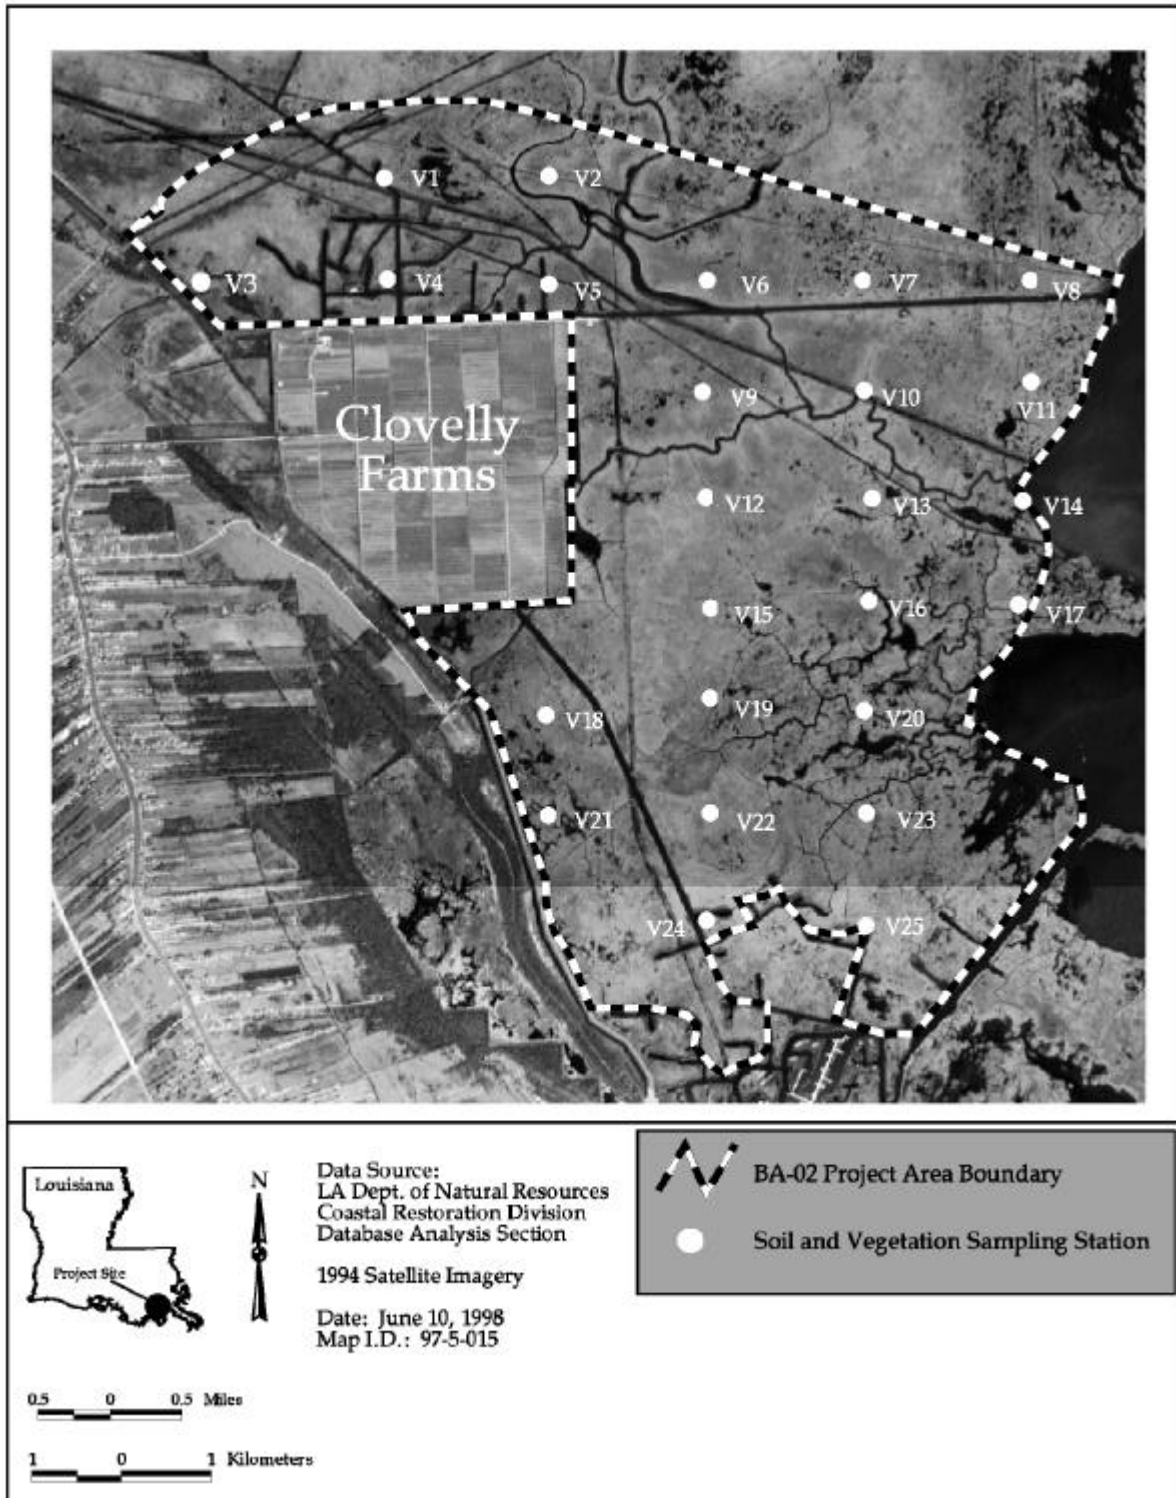 V1
V2
V3
V4
V5
V6
V7
V8
Clovelly
Farms
V9
V10
V11
V12
V13
V14
V15
V16
V17
V18
V19
V20
V21
V22
V23
V24
V25
Louisiana
Project Site
N
Data Source:
LA Dept. of Natural Resources
Coastal Restoration Division
Database Analysis Section
1994 Satellite Imagery
Date: June 10, 1998
Map I.D.: 97-5-015
BA-02 Project Area Boundary
Soil and Vegetation Sampling Station
0.5 0 0.5 Miles
1 0 1 Kilometers